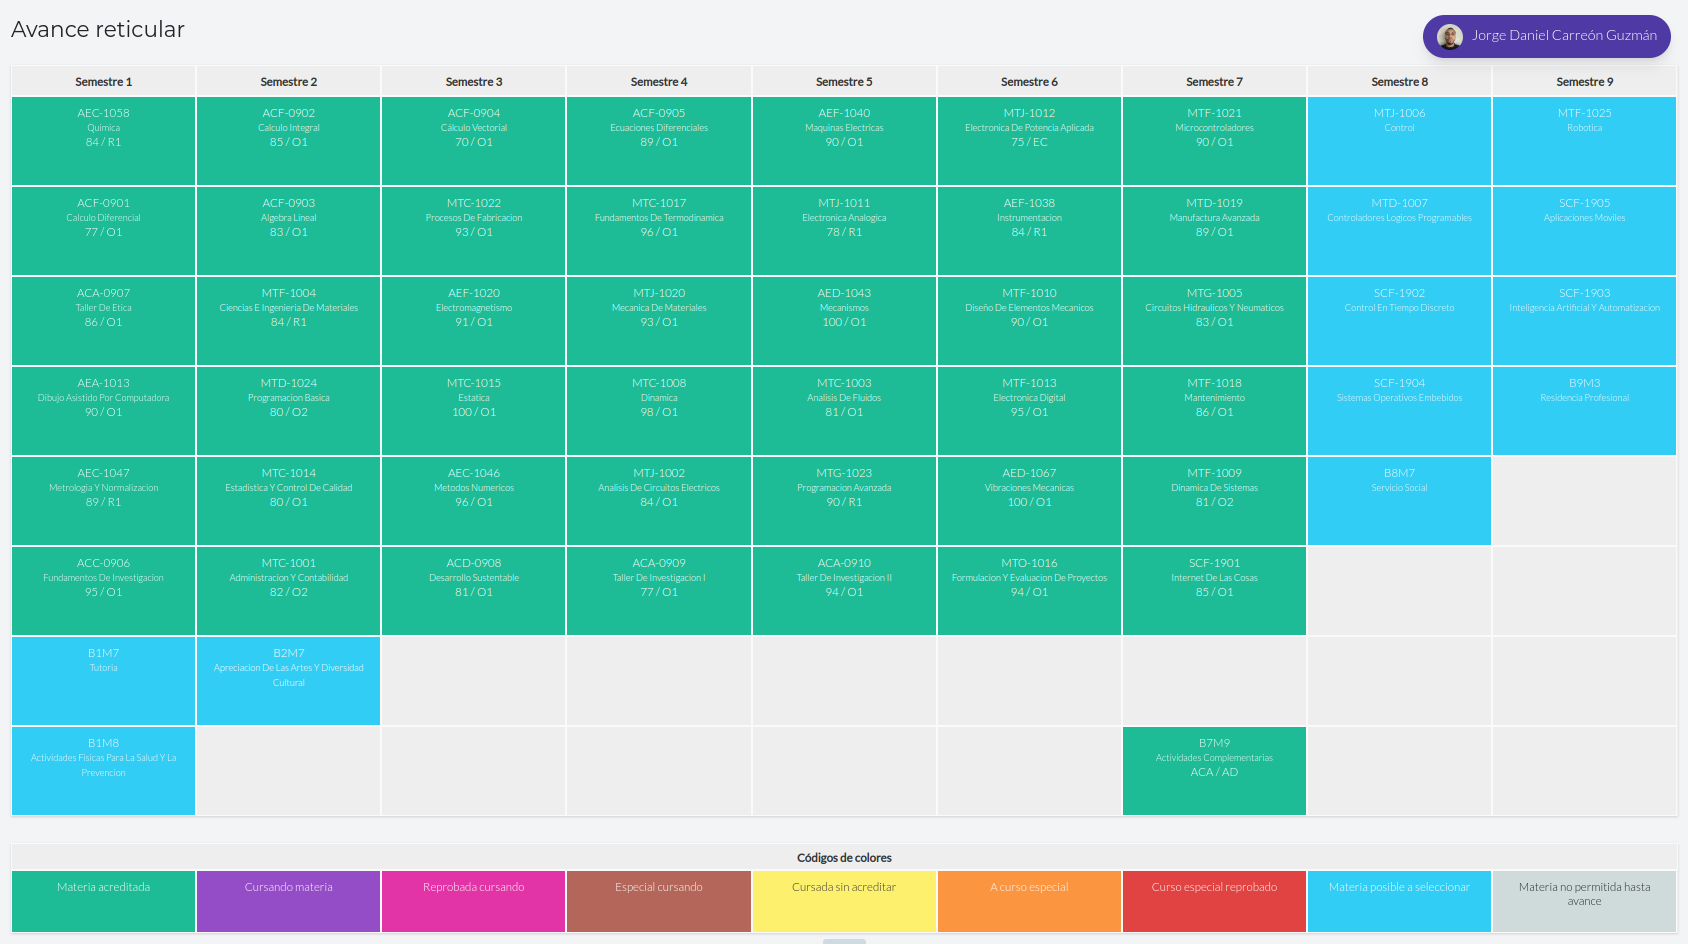 Avance reticular
Jorge Daniel Carreón Guzmán
Semestre 1 Semestre 2 Semestre 3 Semestre 4 Semestre 5 Semestre 6 Semestre 7 Semestre 8 Semestre 9
AEC-1058 ACF-0902 ACF-0904 ACF-0905 AEF-1040 MTJ-1012 MTF-1021 MTJ-1006 MTF-1025
Quimica Calculo Integral Cálculo Vectorial Ecuaciones Diferenciales Maquinas Electricas Electronica De Potencia Aplicada Microcontroladores Control Robotica
84 / R1 85 / O1 70 / O1 89 / O1 90 / O1 75 / EC 90 / O1
ACF-0901 ACF-0903 MTC-1022 MTC-1017 MTJ-1011 AEF-1038 MTD-1019 MTD-1007 SCF-1905
Calculo Diferencial Algebra Lineal Procesos De Fabricacion Fundamentos De Termodinamica Electronica Analogica Instrumentacion Manufactura Avanzada Controladores Logicos Programables Aplicaciones Moviles
77 / O1 83 / O1 93 / O1 96 / O1 78 / R1 84 / R1 89 / O1
ACA-0907 MTF-1004 AEF-1020 MTJ-1020 AED-1043 MTF-1010 MTG-1005 SCF-1902 SCF-1903
Taller De Etica Ciencias E Ingenieria De Materiales Electromagnetismo Mecanica De Materiales Mecanismos Diseño De Elementos Mecanicos Circuitos Hidraulicos Y Neumaticos Control En Tiempo Discreto Inteligencia Artificial Y Automatizacion
86 / O1 84 / R1 91 / O1 93 / O1 100 / O1 90 / O1 83 / O1
AEA-1013 MTD-1024 MTC-1015 MTC-1008 MTC-1003 MTF-1013 MTF-1018 SCF-1904 B9M3
Dibujo Asistido Por Computadora Programacion Basica Estatica Dinamica Analisis De Fluidos Electronica Digital Mantenimiento Sistemas Operativos Embebidos Residencia Profesional
90 / O1 80 / O2 100 / O1 98 / O1 81 / O1 95 / O1 86 / O1
AEC-1047 MTC-1014 AEC-1046 MTJ-1002 MTG-1023 AED-1067 MTF-1009 B8M7
Metrologia Y Normalizacion Estadistica Y Control De Calidad Metodos Numericos Analisis De Circuitos Electricos Programacion Avanzada Vibraciones Mecanicas Dinamica De Sistemas Servicio Social
89 / R1 80 / O1 96 / O1 84 / O1 90 / R1 100 / O1 81 / O2
ACC-0906 MTC-1001 ACD-0908 ACA-0909 ACA-0910 MTO-1016 SCF-1901
Fundamentos De Investigacion Administracion Y Contabilidad Desarrollo Sustentable Taller De Investigacion I Taller De Investigacion II Formulacion Y Evaluacion De Proyectos Internet De Las Cosas
95 / O1 82 / O2 81 / O1 77 / O1 94 / O1 94 / O1 85 / O1
B1M7 B2M7
Tutoria Apreciacion De Las Artes Y Diversidad
Cultural
B1M8 B7M9
Actividades Fisicas Para La Salud Y La Actividades Complementarias
Prevencion ACA / AD
Códigos de colores
Materia acreditada Cursando materia Reprobada cursando Especial cursando Cursada sin acreditar A curso especial Curso especial reprobado Materia posible a seleccionar Materia no permitida hasta
avance